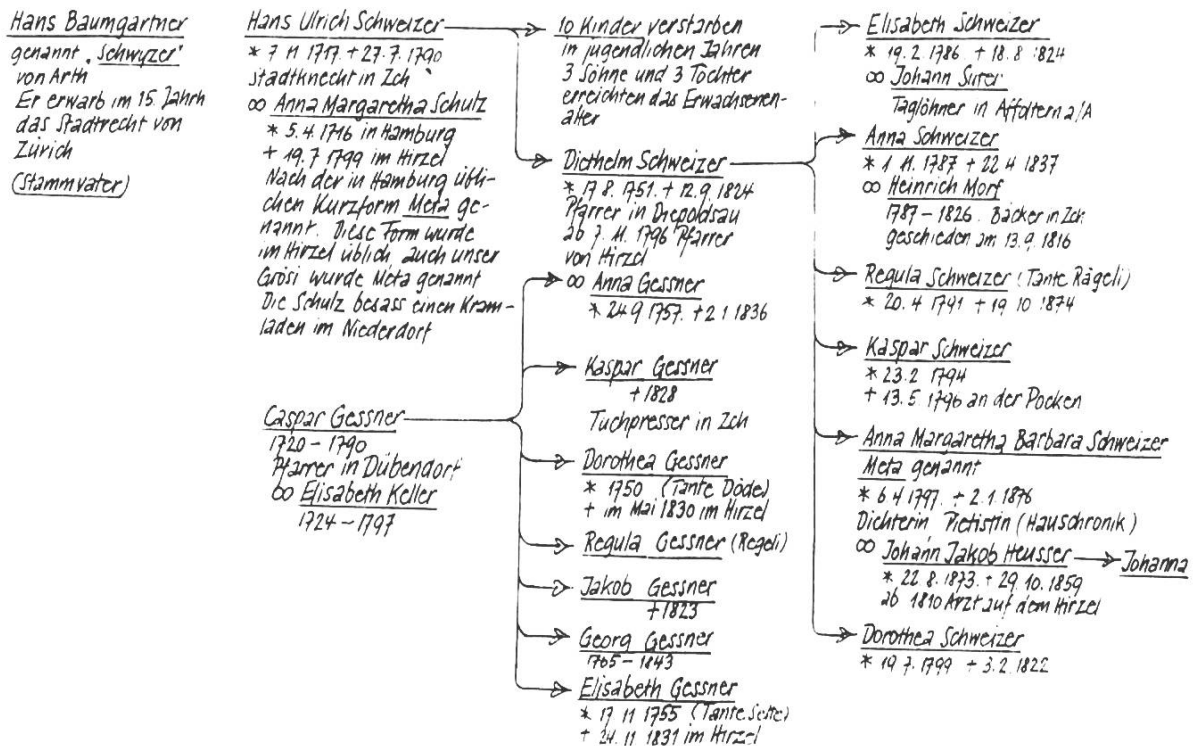 Hans Baumgartner
genannt "Schwyzer"
von Arth
Er erwarb im 15. Jahrh
das Stadtrecht von
Zürich
(Stammvater)
Hans Ulrich Schweizer
* 7 11 1717. + 27. 7. 1790
Stadtknecht in Zch
∞ Anna Margaretha Schulz
* 5. 4. 1716 in Hamburg
+ 19. 7 1799 im Hirzel
Nach der in Hamburg übli-
chen Kurzform Meta ge-
nannt. Diese Form wurde
im Hirzel üblich, auch unser
Grösi wurde Meta genannt
Die Schulz besass einen Kram-
laden im Niederdorf
Caspar Gessner
1720 - 1790
Pfarrer in Dübendorf
∞ Elisabeth Keller
1724 - 1797
10 Kinder verstarben
in jugendlichen Jahren
3 Söhne und 3 Töchter
erreichten das Erwachsenen-
alter
Diethelm Schweizer
* 17 8. 1751. + 12. 9. 1824
Pfarrer in Diepoldsau
ab 7. 11. 1796 Pfarrer
von Hirzel
∞ Anna Gessner
* 24 9 1757. + 2 1 1836
Kaspar Gessner
+ 1828
Tuchpresser in Zch
Dorothea Gessner
* 1750 (Tante Döde)
+ im Mai 1830 im Hirzel
Regula Gessner (Regeli)
Jakob Gessner
+ 1823
Georg Gessner
1765 - 1843
Elisabeth Gessner
* 17 11 1755 (Tante Sette)
+ 24. 11 1831 im Hirzel
Elisabeth Schweizer
* 19. 2. 1786 + 18. 8. 1824
∞ Johann Suter
Taglöhner in Affoltern a/A
Anna Schweizer
* 1 11. 1787 + 22 4 1837
∞ Heinrich Morf
1787 - 1826. Bäcker in Zch
geschieden am 13. 9. 1816
Regula Schweizer (Tante Rägeli)
* 20. 4 1791 + 19 10 1874
Kaspar Schweizer
* 23. 2 1794
+ 13. 5. 1796 an der Pocken
Anna Margaretha Barbara Schweizer
Meta genannt
* 6 4 1797. + 2. 1. 1876
Dichterin, Pietistin (Hauschronik)
∞ Johann Jakob Heusser
* 22. 8. 1873. + 29. 10. 1859
ab 1810 Arzt auf dem Hirzel
Johanna
Dorothea Schweizer
* 19 7. 1799 + 3. 2. 1822